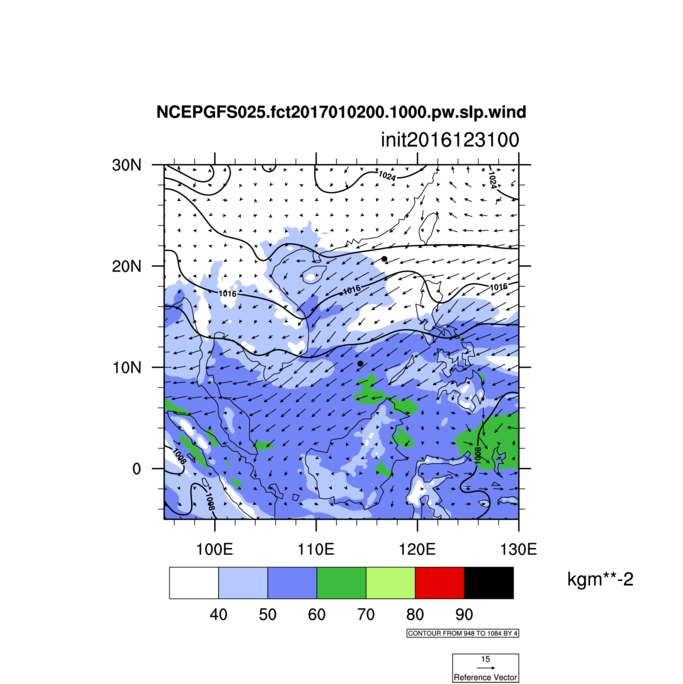 NCEPGFS025.fct2017010200.1000.pw.slp.wind
init2016123100
30N
1024
1024
20N
1016
1016
1016
10N
0
1008
1008
1008
100E 110E 120E 130E
kgm**-2
40 50 60 70 80 90
CONTOUR FROM 948 TO 1084 BY 4
15
Reference Vector